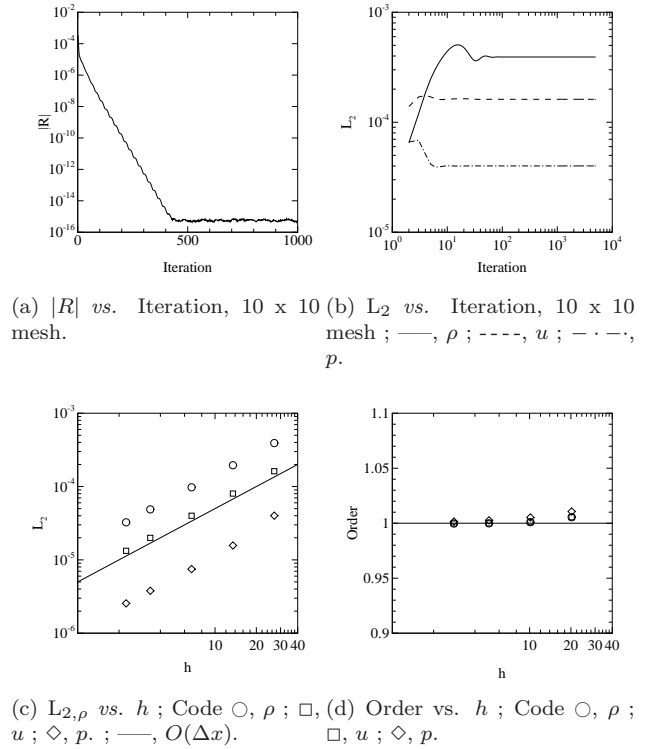 10^-2
10^-4
10^-6
10^-8
10^-10
10^-12
10^-14
10^-16
|R|
0 500 1000
Iteration
10^-3
10^-4
10^-5
L_2
10^0 10^1 10^2 10^3 10^4
Iteration
(a) |R| vs. Iteration, 10 x 10
mesh.
(b) L_2 vs. Iteration, 10 x 10
mesh ; ——, ρ ; ----, u ; − · − ·,
p.
10^-3
10^-4
10^-5
10^-6
L_2
10 20 30 40
h
1.1
1.05
1
0.95
0.9
Order
10 20 30 40
h
(c) L_2,ρ vs. h ; Code ○, ρ ; □,
u ; ◇, p. ; ——, O(Δx).
(d) Order vs. h ; Code ○, ρ ;
□, u ; ◇, p.